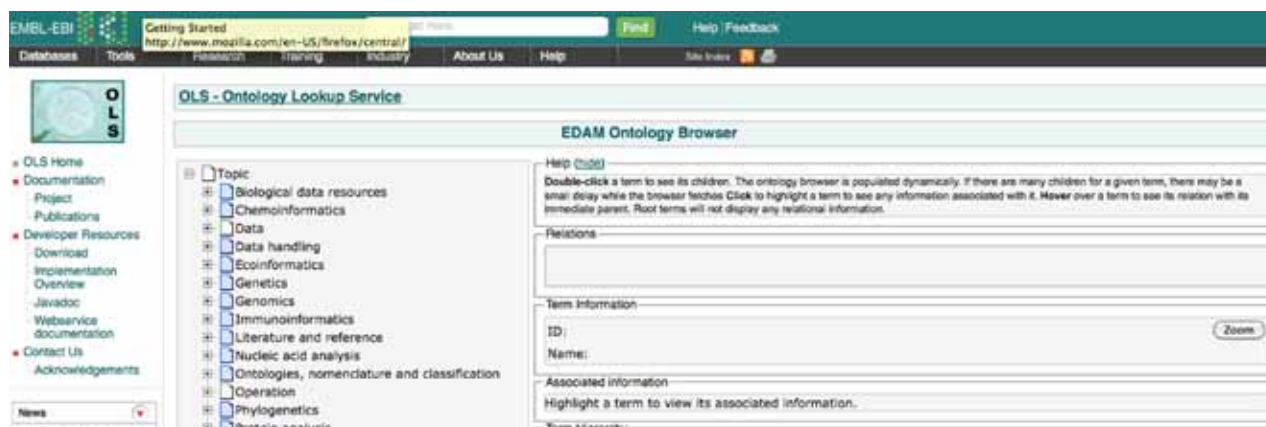 EMBL-EBI
Getting Started
http://www.mozilla.com/en-US/firefox/central/
Find
Help | Feedback
Databases
Tools
Research
Training
Industry
About Us
Help
Site Index
OLS
OLS - Ontology Lookup Service
EDAM Ontology Browser
OLS Home
Documentation
Project
Publications
Developer Resources
Download
Implementation
Overview
Javadoc
Webservice
documentation
Contact Us
Acknowledgements
News
Topic
Biological data resources
Chemoinformatics
Data
Data handling
Ecoinformatics
Genetics
Genomics
Immunoinformatics
Literature and reference
Nucleic acid analysis
Ontologies, nomenclature and classification
Operation
Phylogenetics
Protein analysis
Help (hide)
Double-click a term to see its children. The ontology browser is populated dynamically. If there are many children for a given term, there may be a
small delay while the browser fetches Click to highlight a term to see any information associated with it. Hover over a term to see its relation with its
immediate parent. Root terms will not display any relational information.
Relations
Term Information
ID:
Zoom
Name:
Associated information
Highlight a term to view its associated information.
Term Hierarchy